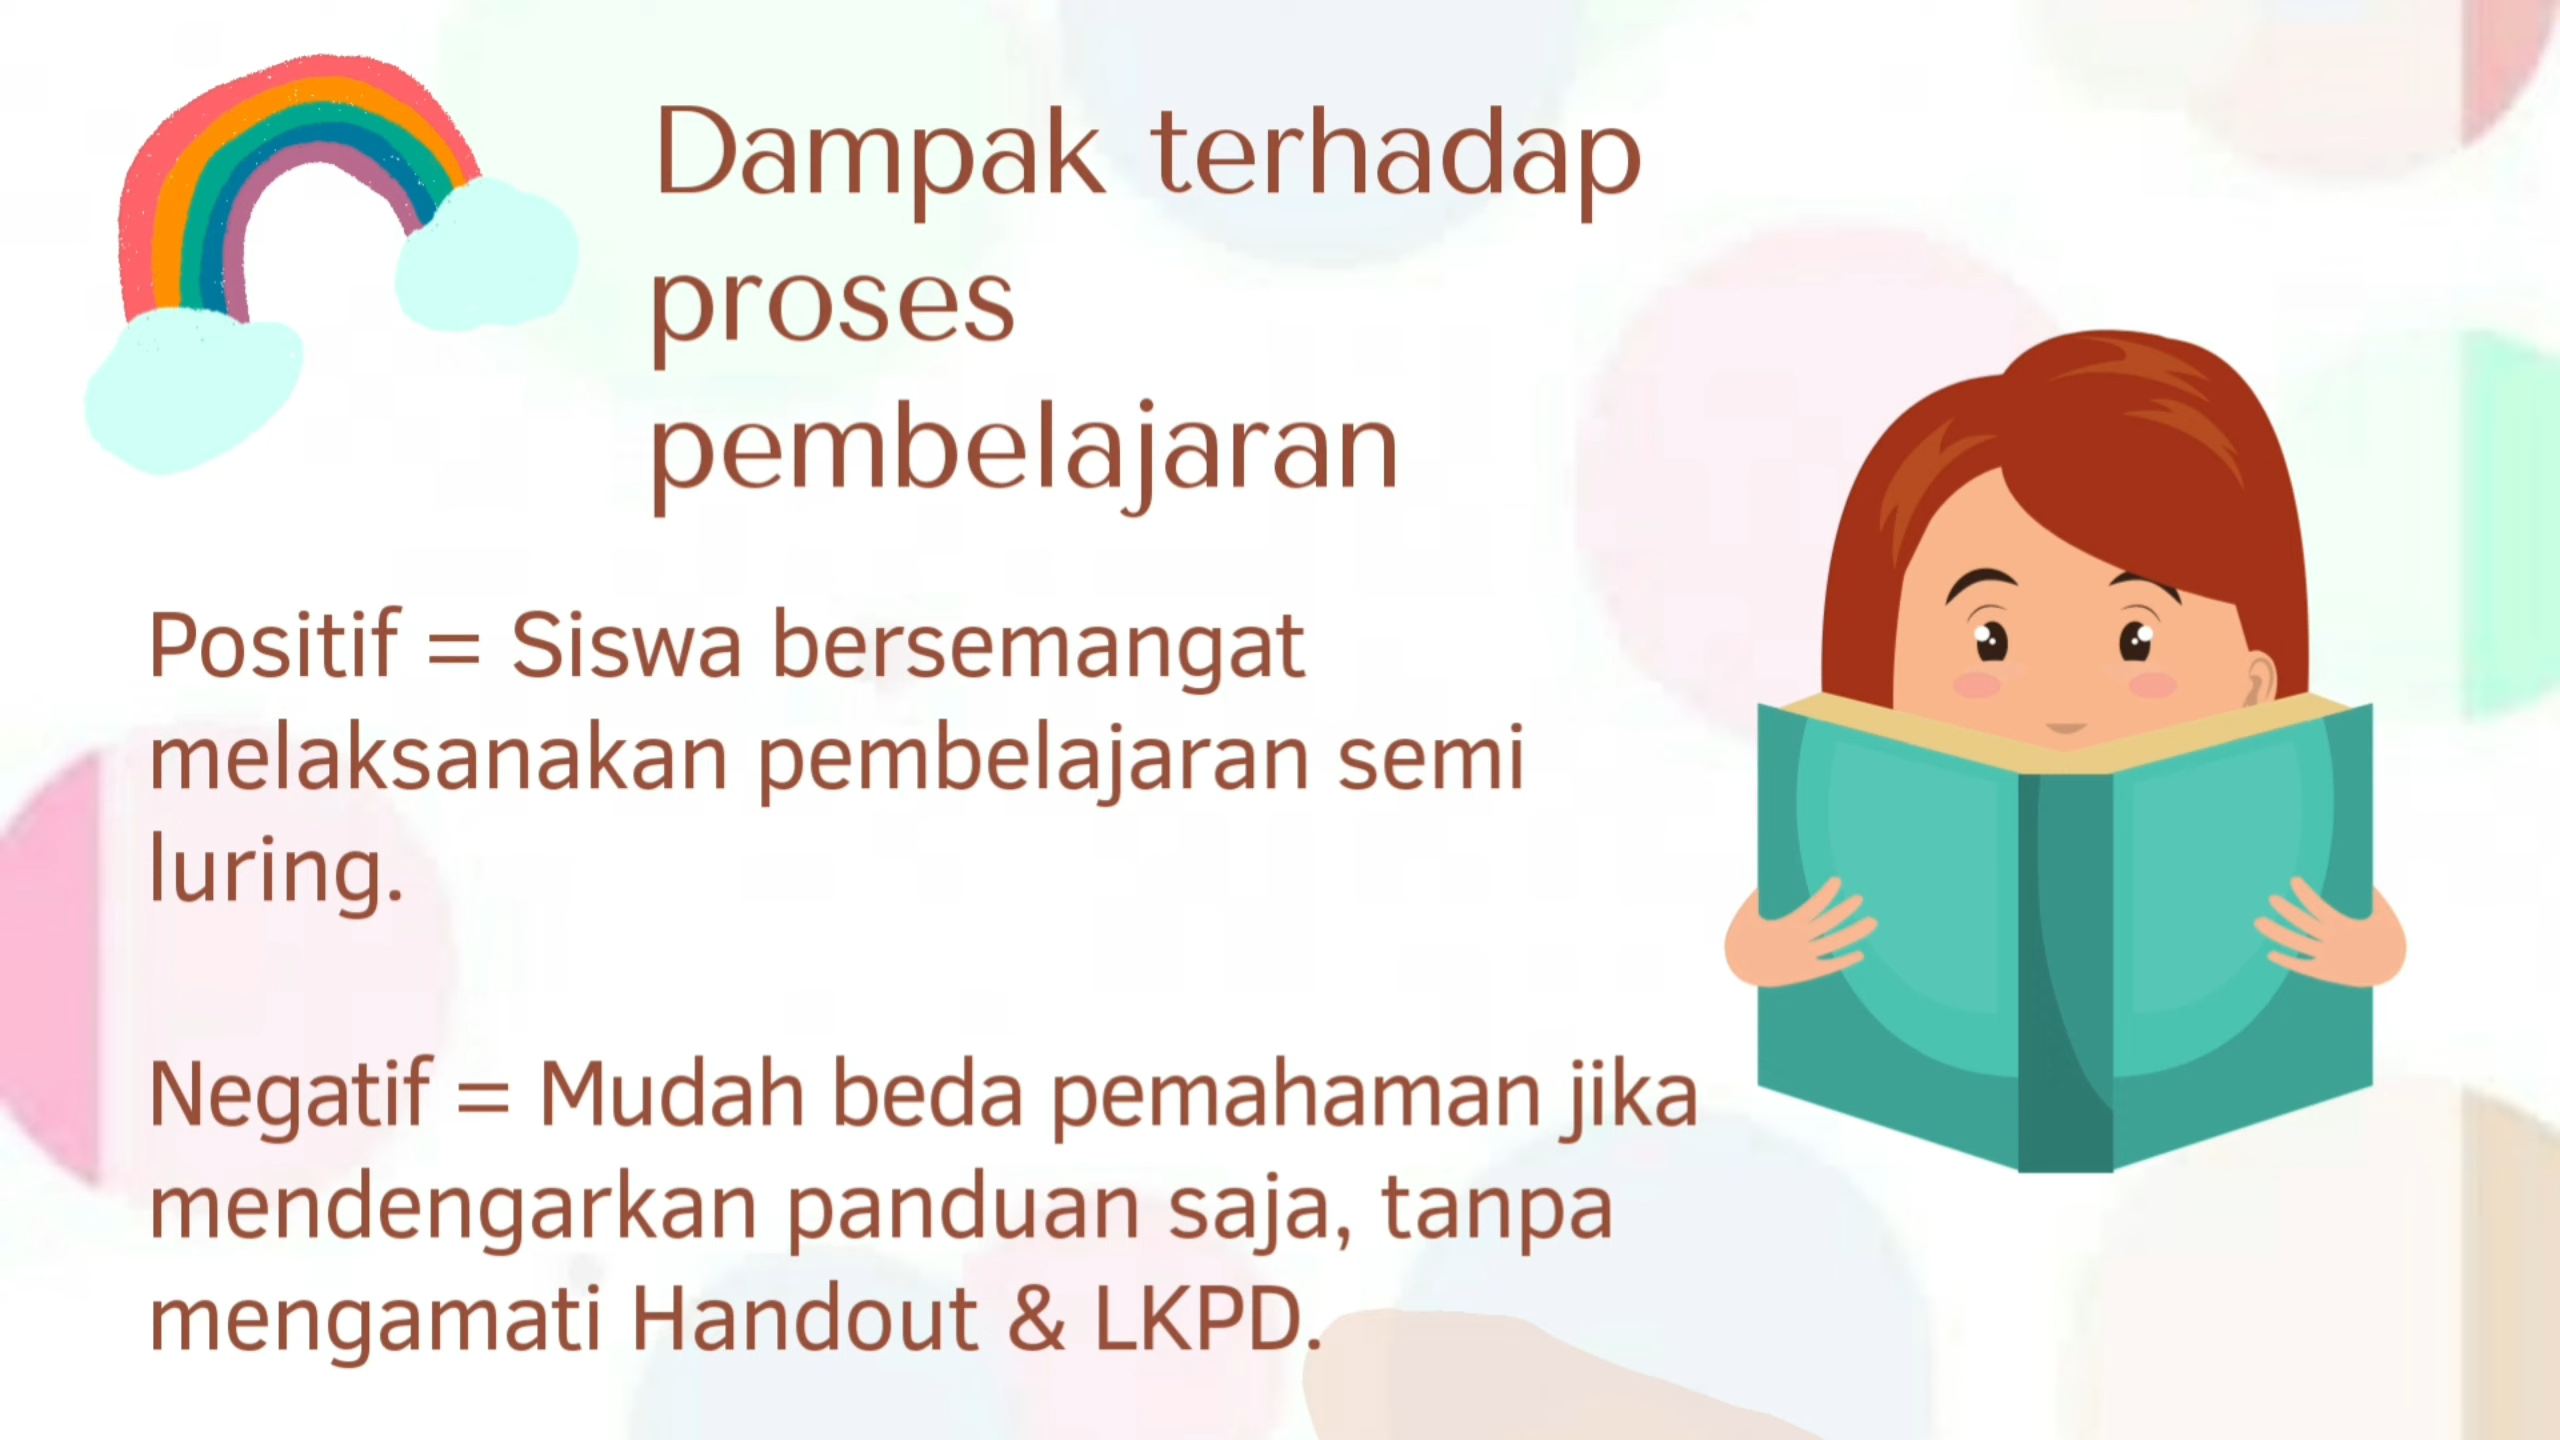 Dampak terhadap
proses
pembelajaran
Positif = Siswa bersemangat
melaksanakan pembelajaran semi
luring.
Negatif = Mudah beda pemahaman jika
mendengarkan panduan saja, tanpa
mengamati Handout & LKPD.